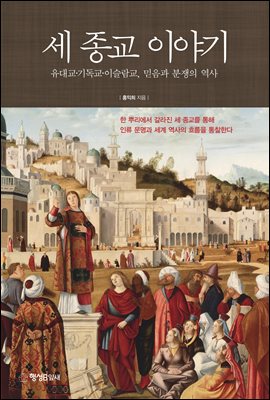 세 종교 이야기
유대교·기독교·이슬람교, 믿음과 분쟁의 역사
홍익희 지음
한 뿌리에서 갈라진 세 종교를 통해
인류 문명과 세계 역사의 흐름을 통찰한다
행성B잎새